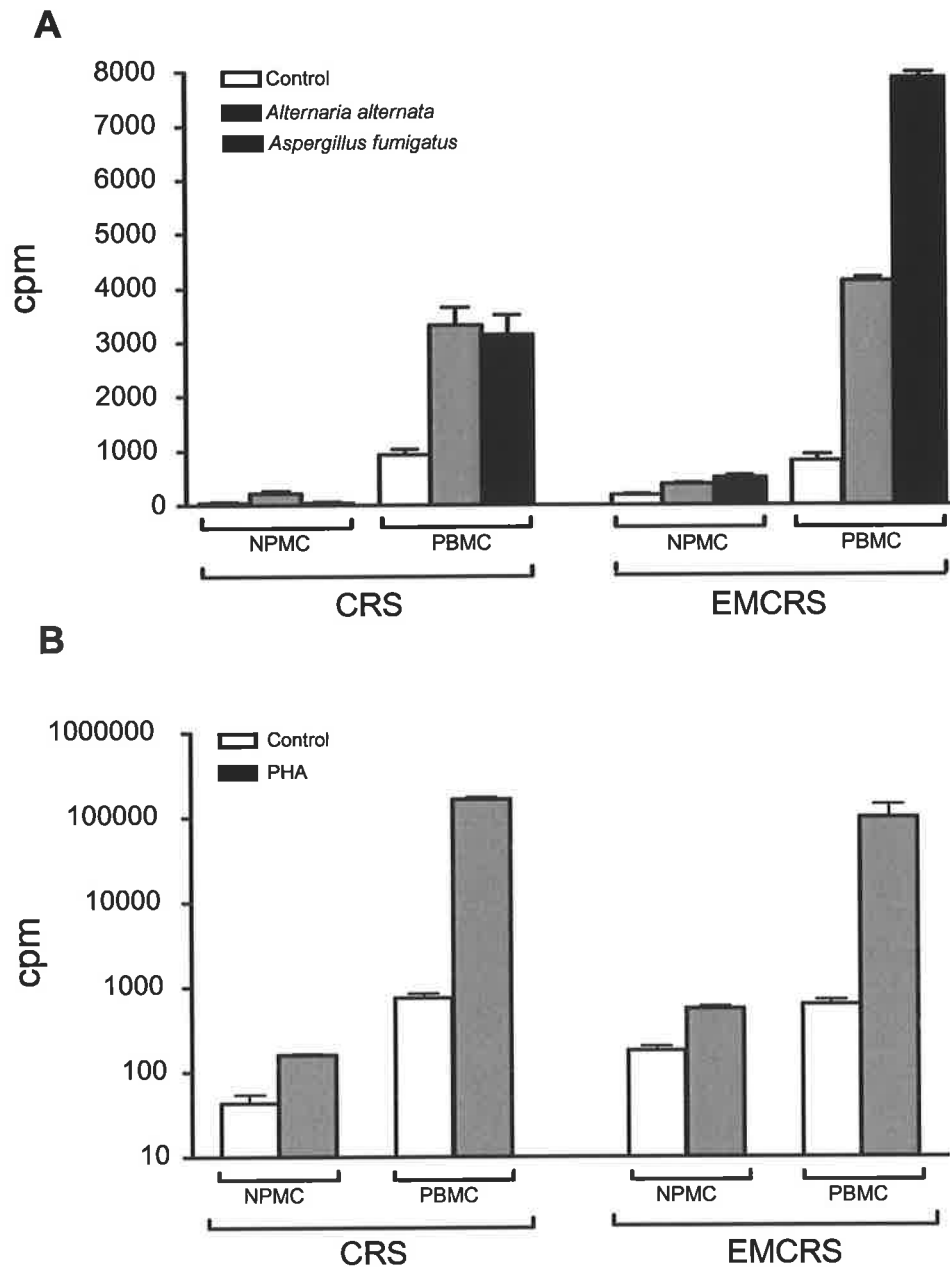 A
8000
7000
6000
5000
4000
3000
2000
1000
0
cpm
Control
Alternaria alternata
Aspergillus fumigatus
NPMC PBMC NPMC PBMC
CRS EMCRS
B
1000000
100000
10000
1000
100
10
cpm
Control
PHA
NPMC PBMC NPMC PBMC
CRS EMCRS